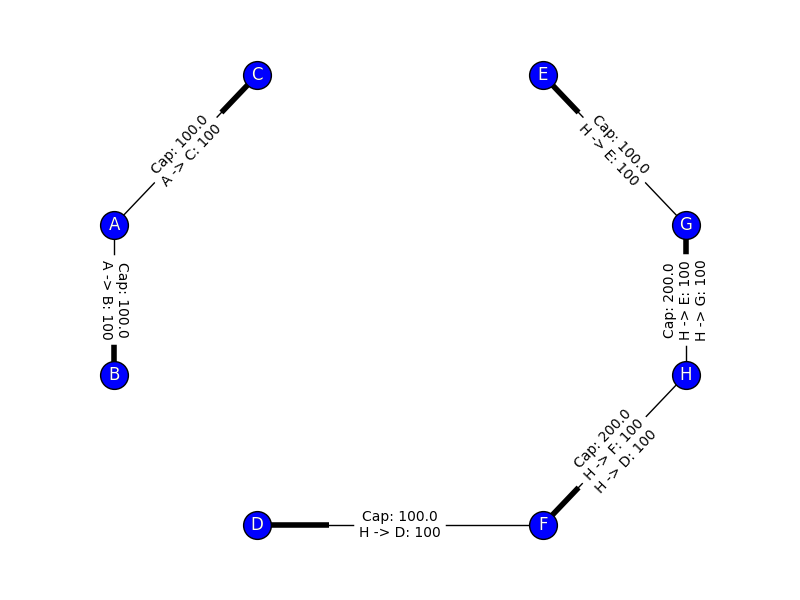 C
E
Cap: 100.0
A -> C: 100
Cap: 100.0
H -> E: 100
A
G
Cap: 100.0
A -> B: 100
Cap: 200.0
H -> E: 100
H -> G: 100
B
H
Cap: 200.0
H -> F: 100
H -> D: 100
D
Cap: 100.0
H -> D: 100
F